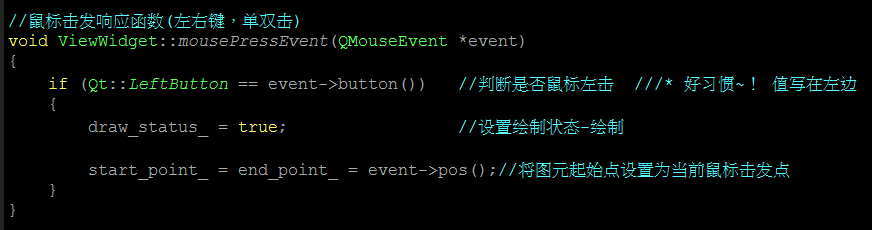 //鼠标击发响应函数(左右键，单双击)
void ViewWidget::mousePressEvent(QMouseEvent *event)
{
    if (Qt::LeftButton == event->button())   //判断是否鼠标左击  ///* 好习惯~！ 值写在左边
    {
        draw_status_ = true;                 //设置绘制状态-绘制
        start_point_ = end_point_ = event->pos();//将图元起始点设置为当前鼠标击发点
    }
}